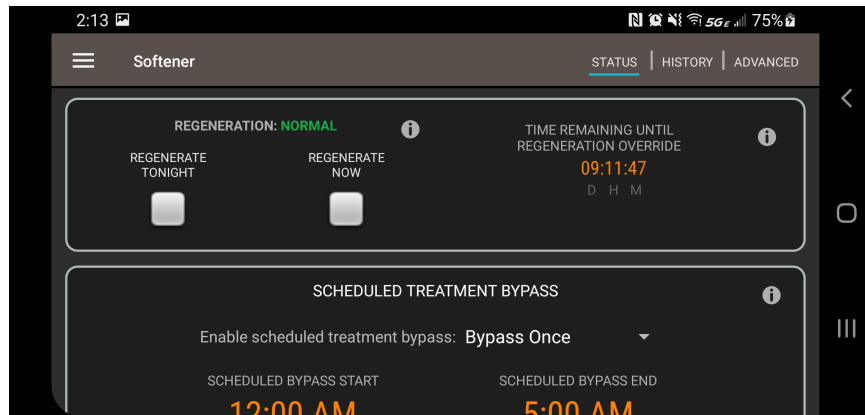 2:13 5GE 75%
Softener STATUS | HISTORY | ADVANCED
REGENERATION: NORMAL
REGENERATE
TONIGHT
REGENERATE
NOW
TIME REMAINING UNTIL
REGENERATION OVERRIDE
09:11:47
D H M
SCHEDULED TREATMENT BYPASS
Enable scheduled treatment bypass: Bypass Once
SCHEDULED BYPASS START
12:00 AM
SCHEDULED BYPASS END
5:00 AM